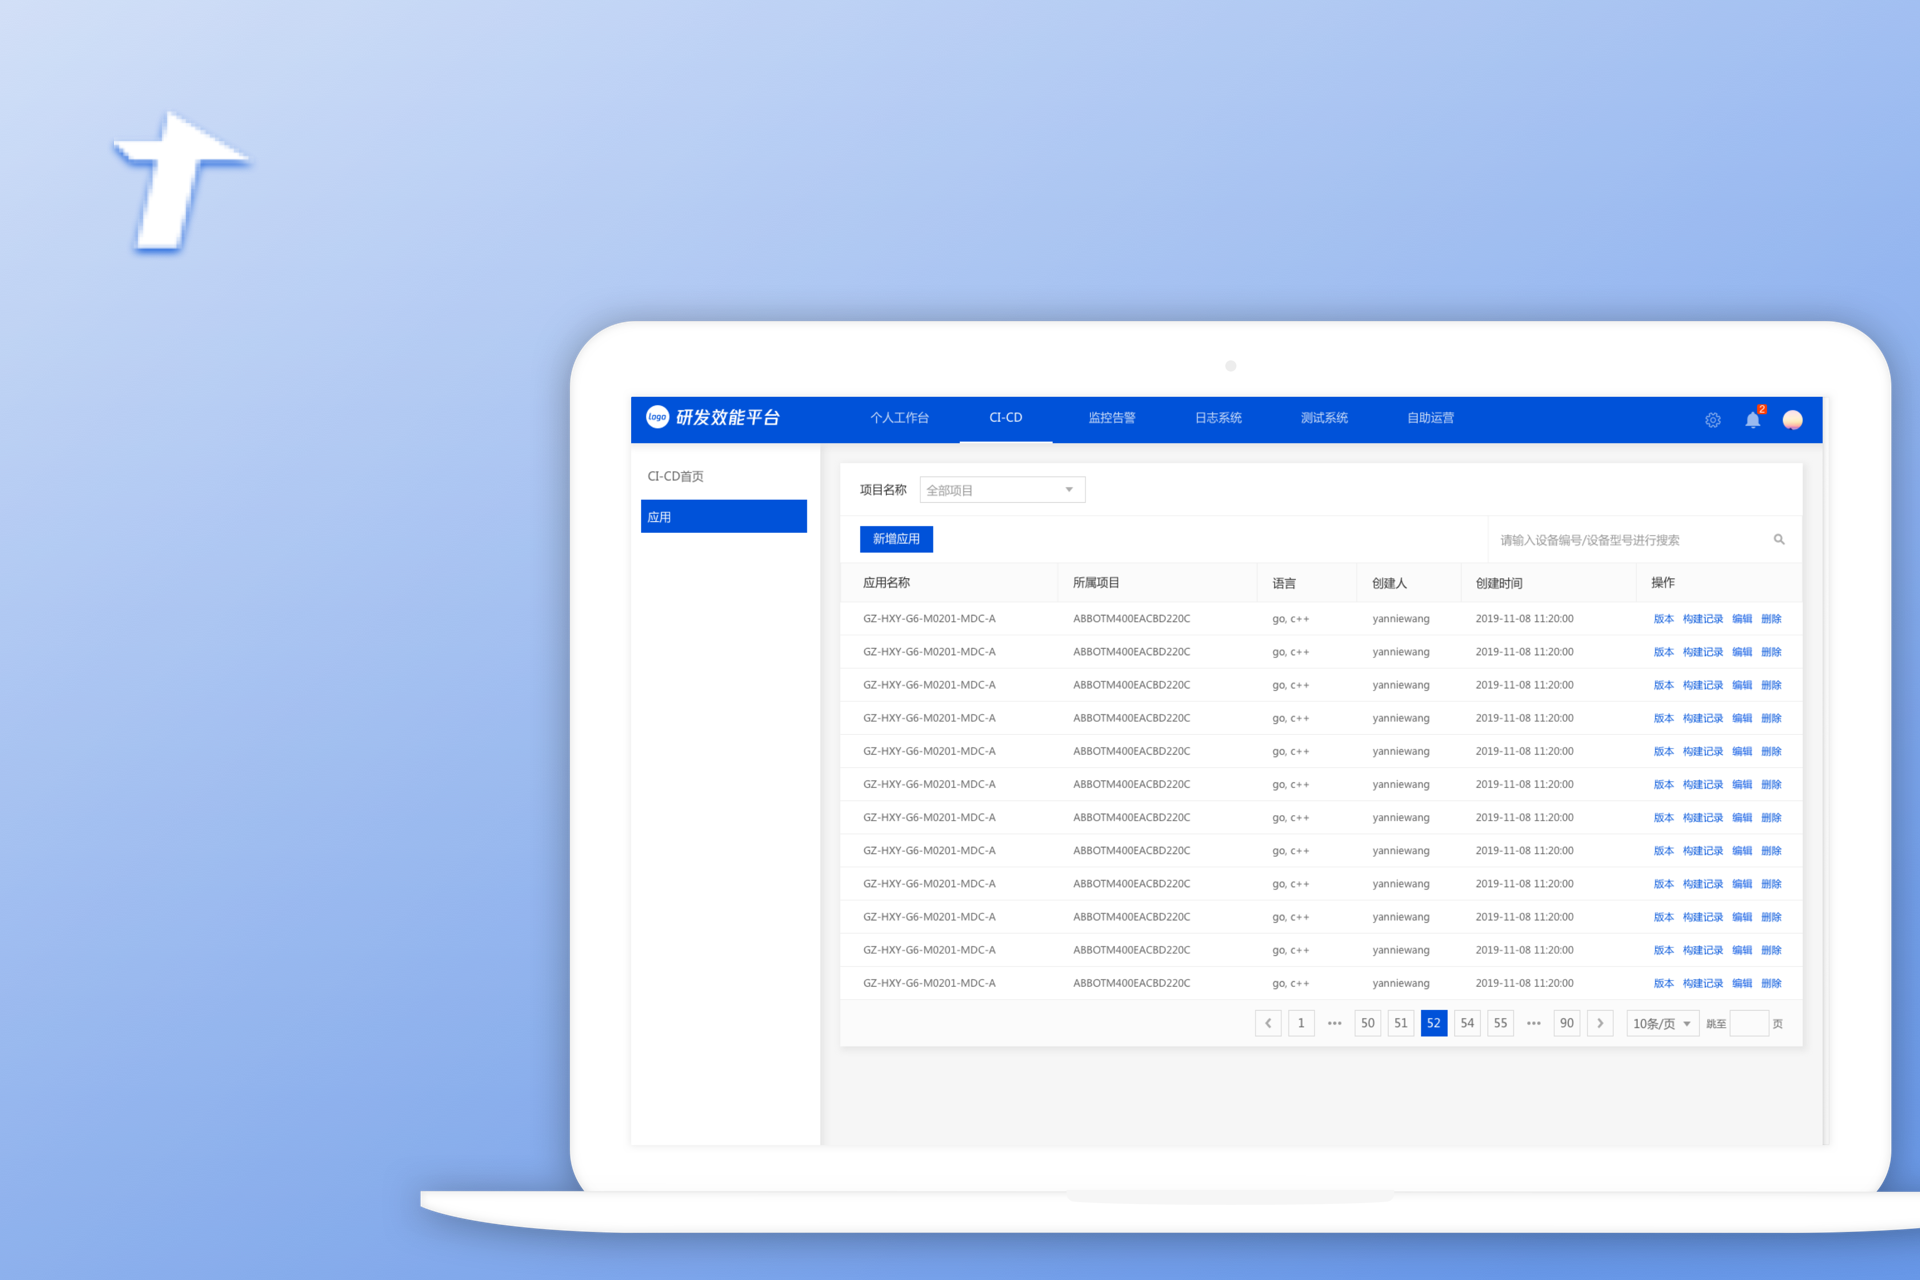 logo 研发效能平台 个人工作台 CI-CD 监控告警 日志系统 测试系统 自助运营 2
CI-CD首页
应用
项目名称 全部项目
新增应用 请输入设备编号/设备型号进行搜索
应用名称 所属项目 语言 创建人 创建时间 操作
GZ-HXY-G6-M0201-MDC-A ABBOTM400EACBD220C go, c++ yanniewang 2019-11-08 11:20:00 版本 构建记录 编辑 删除
GZ-HXY-G6-M0201-MDC-A ABBOTM400EACBD220C go, c++ yanniewang 2019-11-08 11:20:00 版本 构建记录 编辑 删除
GZ-HXY-G6-M0201-MDC-A ABBOTM400EACBD220C go, c++ yanniewang 2019-11-08 11:20:00 版本 构建记录 编辑 删除
GZ-HXY-G6-M0201-MDC-A ABBOTM400EACBD220C go, c++ yanniewang 2019-11-08 11:20:00 版本 构建记录 编辑 删除
GZ-HXY-G6-M0201-MDC-A ABBOTM400EACBD220C go, c++ yanniewang 2019-11-08 11:20:00 版本 构建记录 编辑 删除
GZ-HXY-G6-M0201-MDC-A ABBOTM400EACBD220C go, c++ yanniewang 2019-11-08 11:20:00 版本 构建记录 编辑 删除
GZ-HXY-G6-M0201-MDC-A ABBOTM400EACBD220C go, c++ yanniewang 2019-11-08 11:20:00 版本 构建记录 编辑 删除
GZ-HXY-G6-M0201-MDC-A ABBOTM400EACBD220C go, c++ yanniewang 2019-11-08 11:20:00 版本 构建记录 编辑 删除
GZ-HXY-G6-M0201-MDC-A ABBOTM400EACBD220C go, c++ yanniewang 2019-11-08 11:20:00 版本 构建记录 编辑 删除
GZ-HXY-G6-M0201-MDC-A ABBOTM400EACBD220C go, c++ yanniewang 2019-11-08 11:20:00 版本 构建记录 编辑 删除
GZ-HXY-G6-M0201-MDC-A ABBOTM400EACBD220C go, c++ yanniewang 2019-11-08 11:20:00 版本 构建记录 编辑 删除
GZ-HXY-G6-M0201-MDC-A ABBOTM400EACBD220C go, c++ yanniewang 2019-11-08 11:20:00 版本 构建记录 编辑 删除
1 ••• 50 51 52 54 55 ••• 90 10条/页 跳至 页